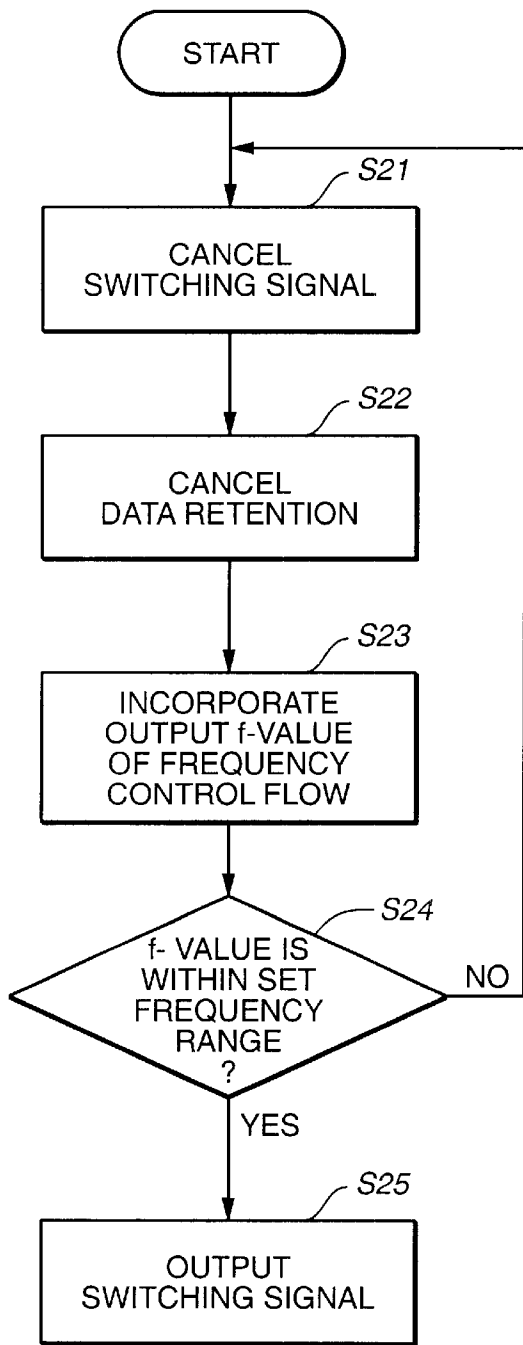 START
S21
CANCEL
SWITCHING SIGNAL
S22
CANCEL
DATA RETENTION
S23
INCORPORATE
OUTPUT f-VALUE
OF FREQUENCY
CONTROL FLOW
S24
f- VALUE IS
WITHIN SET
FREQUENCY
RANGE
?
NO
YES
S25
OUTPUT
SWITCHING SIGNAL